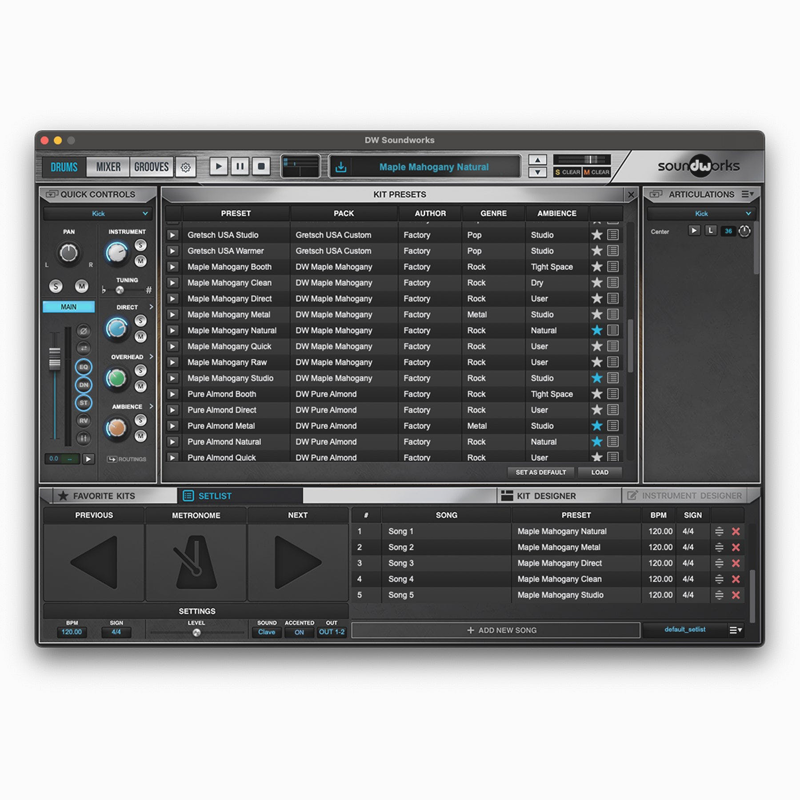 DW Soundworks
DRUMS MIXER GROOVES
Maple Mahogany Natural
S CLEAR M CLEAR
soundworks
QUICK CONTROLS
Kick
PAN
L R
S M
MAIN
EQ
DN
ST
RV
0.0
INSTRUMENT
S
M
TUNING
b #
DIRECT
S
M
OVERHEAD
S
M
AMBIENCE
S
M
ROUTINGS
KIT PRESETS
PRESET PACK AUTHOR GENRE AMBIENCE
Gretsch USA Studio Gretsch USA Custom Factory Pop Studio
Gretsch USA Warmer Gretsch USA Custom Factory Pop Studio
Maple Mahogany Booth DW Maple Mahogany Factory Rock Tight Space
Maple Mahogany Clean DW Maple Mahogany Factory Rock Dry
Maple Mahogany Direct DW Maple Mahogany Factory Rock User
Maple Mahogany Metal DW Maple Mahogany Factory Metal Studio
Maple Mahogany Natural DW Maple Mahogany Factory Rock Natural
Maple Mahogany Quick DW Maple Mahogany Factory Rock User
Maple Mahogany Raw DW Maple Mahogany Factory Rock User
Maple Mahogany Studio DW Maple Mahogany Factory Rock Studio
Pure Almond Booth DW Pure Almond Factory Rock Tight Space
Pure Almond Direct DW Pure Almond Factory Rock User
Pure Almond Metal DW Pure Almond Factory Metal Studio
Pure Almond Natural DW Pure Almond Factory Rock Natural
Pure Almond Quick DW Pure Almond Factory Rock User
SET AS DEFAULT LOAD
ARTICULATIONS
Kick
Center L 36
FAVORITE KITS SETLIST KIT DESIGNER INSTRUMENT DESIGNER
PREVIOUS METRONOME NEXT
SETTINGS
BPM SIGN LEVEL SOUND ACCENTED OUT
120.00 4/4 Clave ON OUT 1-2
# SONG PRESET BPM SIGN
1 Song 1 Maple Mahogany Natural 120.00 4/4
2 Song 2 Maple Mahogany Metal 120.00 4/4
3 Song 3 Maple Mahogany Direct 120.00 4/4
4 Song 4 Maple Mahogany Clean 120.00 4/4
5 Song 5 Maple Mahogany Studio 120.00 4/4
+ ADD NEW SONG default_setlist